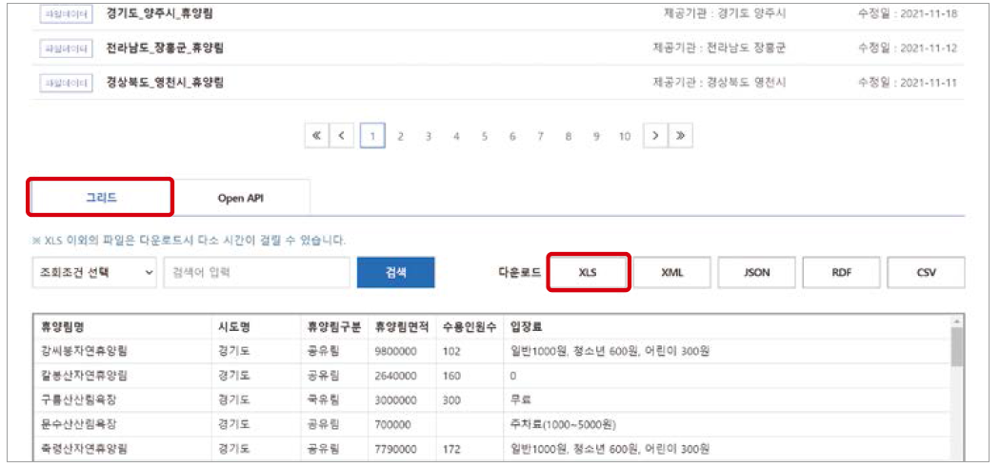 파일데이터 경기도_양주시_휴양림 제공기관 : 경기도 양주시 수정일 : 2021-11-18
파일데이터 전라남도_장흥군_휴양림 제공기관 : 전라남도 장흥군 수정일 : 2021-11-12
파일데이터 경상북도_영천시_휴양림 제공기관 : 경상북도 영천시 수정일 : 2021-11-11
≪ < 1 2 3 4 5 6 7 8 9 10 > ≫
그리드 Open API
※ XLS 이외의 파일은 다운로드시 다소 시간이 걸릴 수 있습니다.
조회조건 선택 검색어 입력 검색 다운로드 XLS XML JSON RDF CSV
휴양림명 시도명 휴양림구분 휴양림면적 수용인원수 입장료
강씨봉자연휴양림 경기도 공유림 9800000 102 일반1000원, 청소년 600원, 어린이 300원
칼봉산자연휴양림 경기도 공유림 2640000 160 0
구름산산림욕장 경기도 국유림 3000000 300 무료
문수산산림욕장 경기도 공유림 700000 주차료(1000~5000원)
축령산자연휴양림 경기도 공유림 7790000 172 일반1000원, 청소년 600원, 어린이 300원